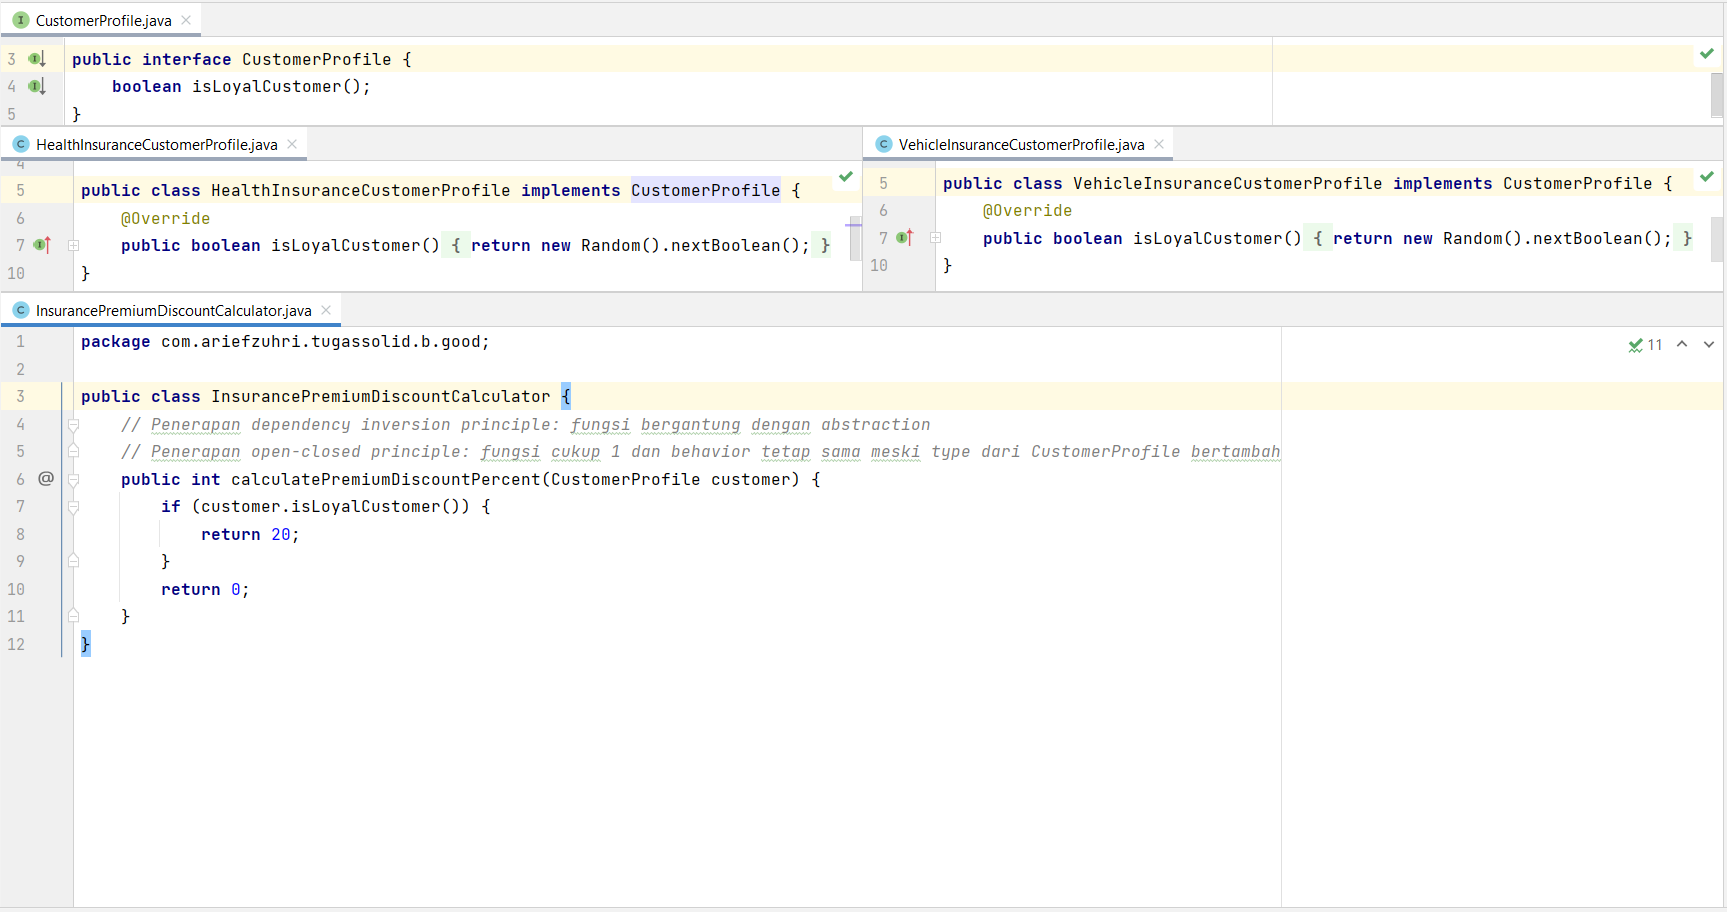 CustomerProfile.java
3 public interface CustomerProfile {
4 boolean isLoyalCustomer();
5 }
HealthInsuranceCustomerProfile.java
4
5 public class HealthInsuranceCustomerProfile implements CustomerProfile {
6 @Override
7 public boolean isLoyalCustomer() { return new Random().nextBoolean(); }
10 }
VehicleInsuranceCustomerProfile.java
5 public class VehicleInsuranceCustomerProfile implements CustomerProfile {
6 @Override
7 public boolean isLoyalCustomer() { return new Random().nextBoolean(); }
10 }
InsurancePremiumDiscountCalculator.java
11
1 package com.ariefzuhri.tugassolid.b.good;
2
3 public class InsurancePremiumDiscountCalculator {
4 // Penerapan dependency inversion principle: fungsi bergantung dengan abstraction
5 // Penerapan open-closed principle: fungsi cukup 1 dan behavior tetap sama meski type dari CustomerProfile bertambah
6 @ public int calculatePremiumDiscountPercent(CustomerProfile customer) {
7 if (customer.isLoyalCustomer()) {
8 return 20;
9 }
10 return 0;
11 }
12 }